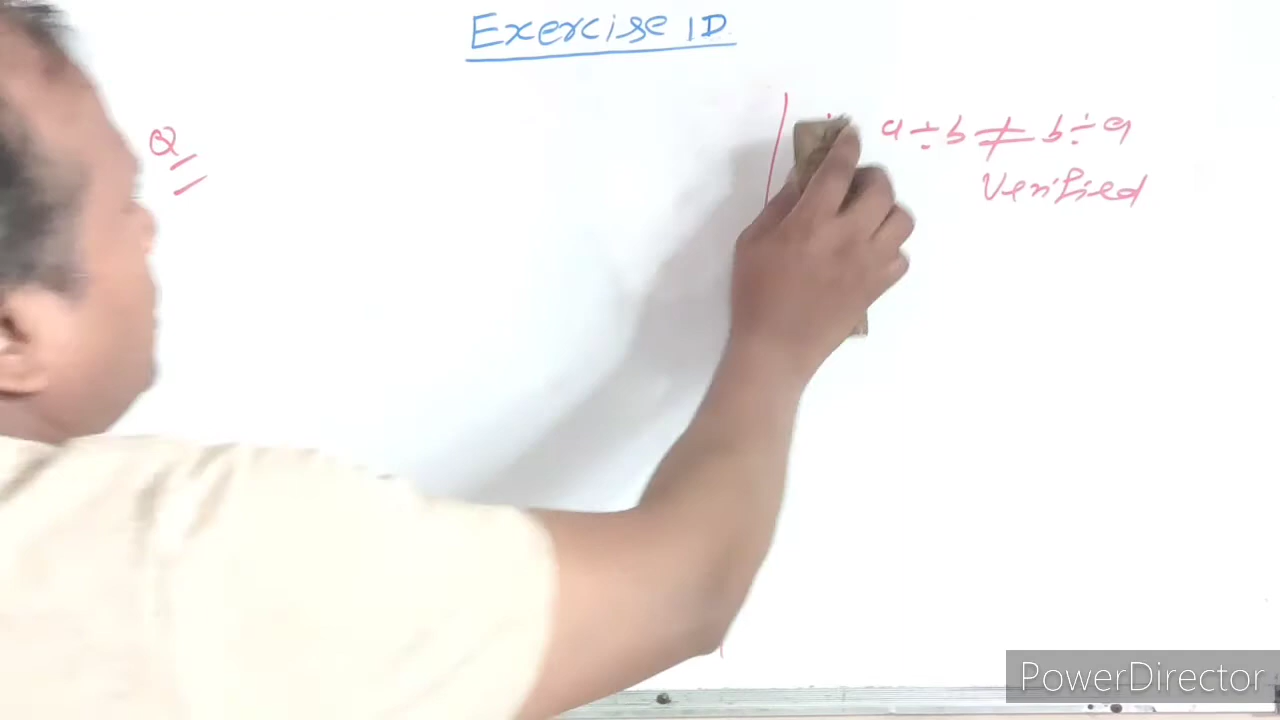 Exercise 1D
Q
a ÷ b ≠ b ÷ a
Verified
PowerDirector